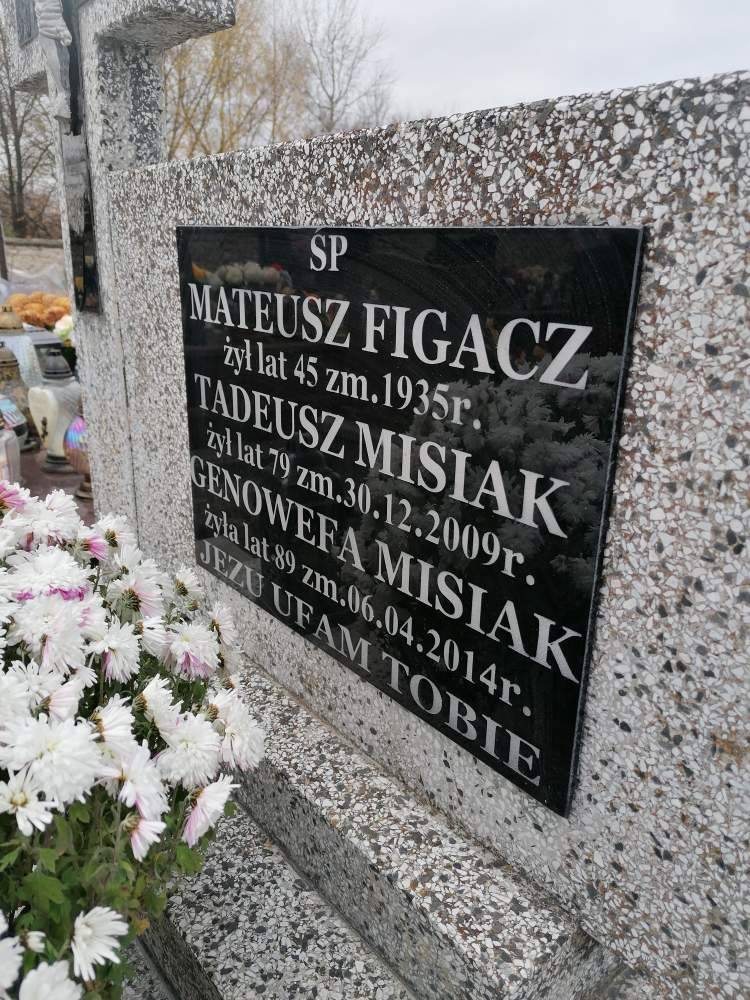 ŚP
MATEUSZ FIGACZ
żył lat 45 zm.1935r.
TADEUSZ MISIAK
żył lat 79 zm.30.12.2009r.
GENOWEFA MISIAK
żyła lat 89 zm.06.04.2014r.
JEZU UFAM TOBIE